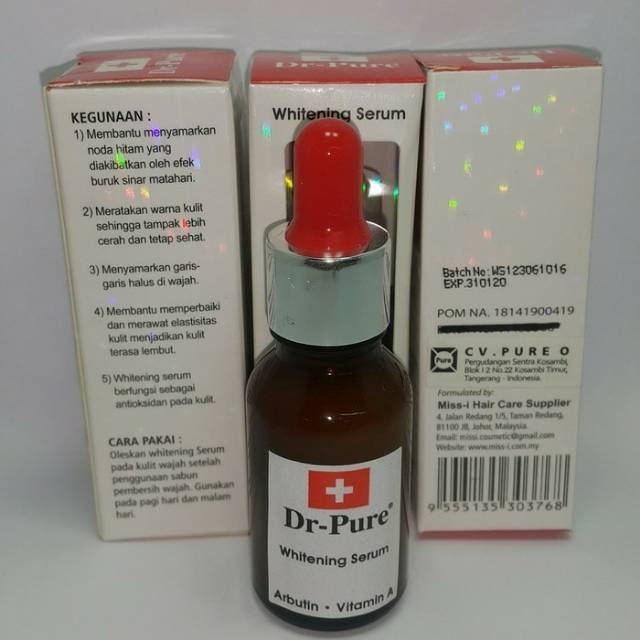 KEGUNAAN :
1) Membantu menyamarkan
noda hitam yang
diakibatkan oleh efek
buruk sinar matahari.
2) Meratakan warna kulit
sehingga tampak lebih
cerah dan tetap sehat.
3) Menyamarkan garis-
garis halus di wajah.
4) Membantu memperbaiki
dan merawat elastisitas
kulit menjadikan kulit
terasa lembut.
5) Whitening serum
berfungsi sebagai
antioksidan pada kulit.
CARA PAKAI :
Oleskan whitening Serum
pada kulit wajah setelah
penggunaan sabun
pembersih wajah. Gunakan
pada pagi hari dan malam
hari.
Dr-Pure
Whitening Serum
Dr-Pure®
Whitening Serum
Arbutin • Vitamin A
Batch No: WS123061016
EXP.310120
POM NA. 18141900419
Pure
CV. PURE O
Pergudangan Sentra Kosambi,
Blok I 2 No.22 Kosambi Timur,
Tangerang - Indonesia.
Formulated by:
Miss-i Hair Care Supplier
4, Jalan Redang 1/5, Taman Redang,
81100 JB, Johor, Malaysia.
Email: missi.cosmetic@gmail.com
Website: www.miss-i.com.my
9 555135 303768